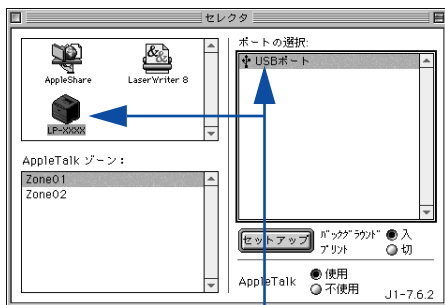 セレクタ
AppleShare
LaserWriter 8
LP-XXXX
AppleTalk ゾーン：
Zone01
Zone02
ポートの選択:
USBポート
セットアップ
バックグラウンド
プリント
入
切
AppleTalk
使用
不使用
J1-7.6.2